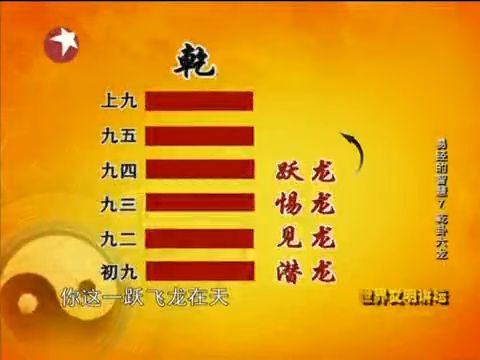 乾
上九
九五
九四 跃龙
九三 惕龙
九二 见龙
初九 潜龙
你这一跃飞龙在天
易经的智慧7 乾卦六龙
世界文明讲坛